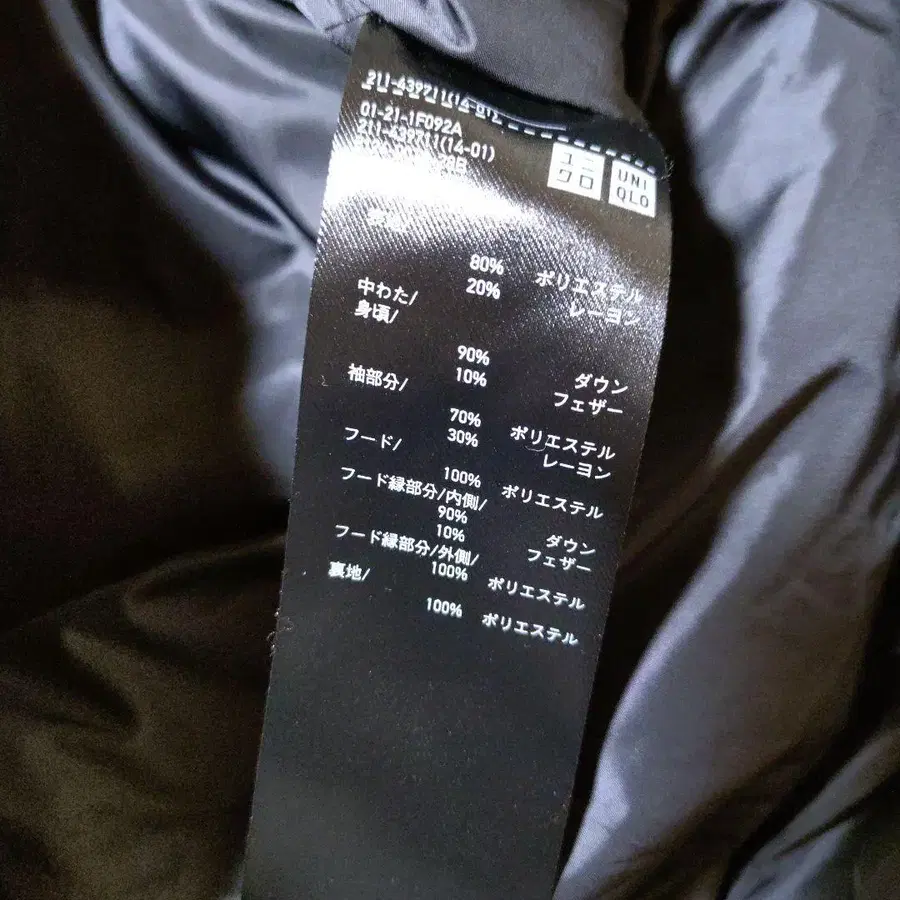 211-439711(14-01)
01-21-1F092A
211-439711(14-01)
ユニ
クロ
UNI
QLO
80% ポリエステル
20% レーヨン
中わた/
身頃/
90% ダウン
10% フェザー
袖部分/
70% ポリエステル
30% レーヨン
フード/
100% ポリエステル
フード縁部分/内側/
90% ダウン
10% フェザー
フード縁部分/外側/
100% ポリエステル
裏地/
100% ポリエステル